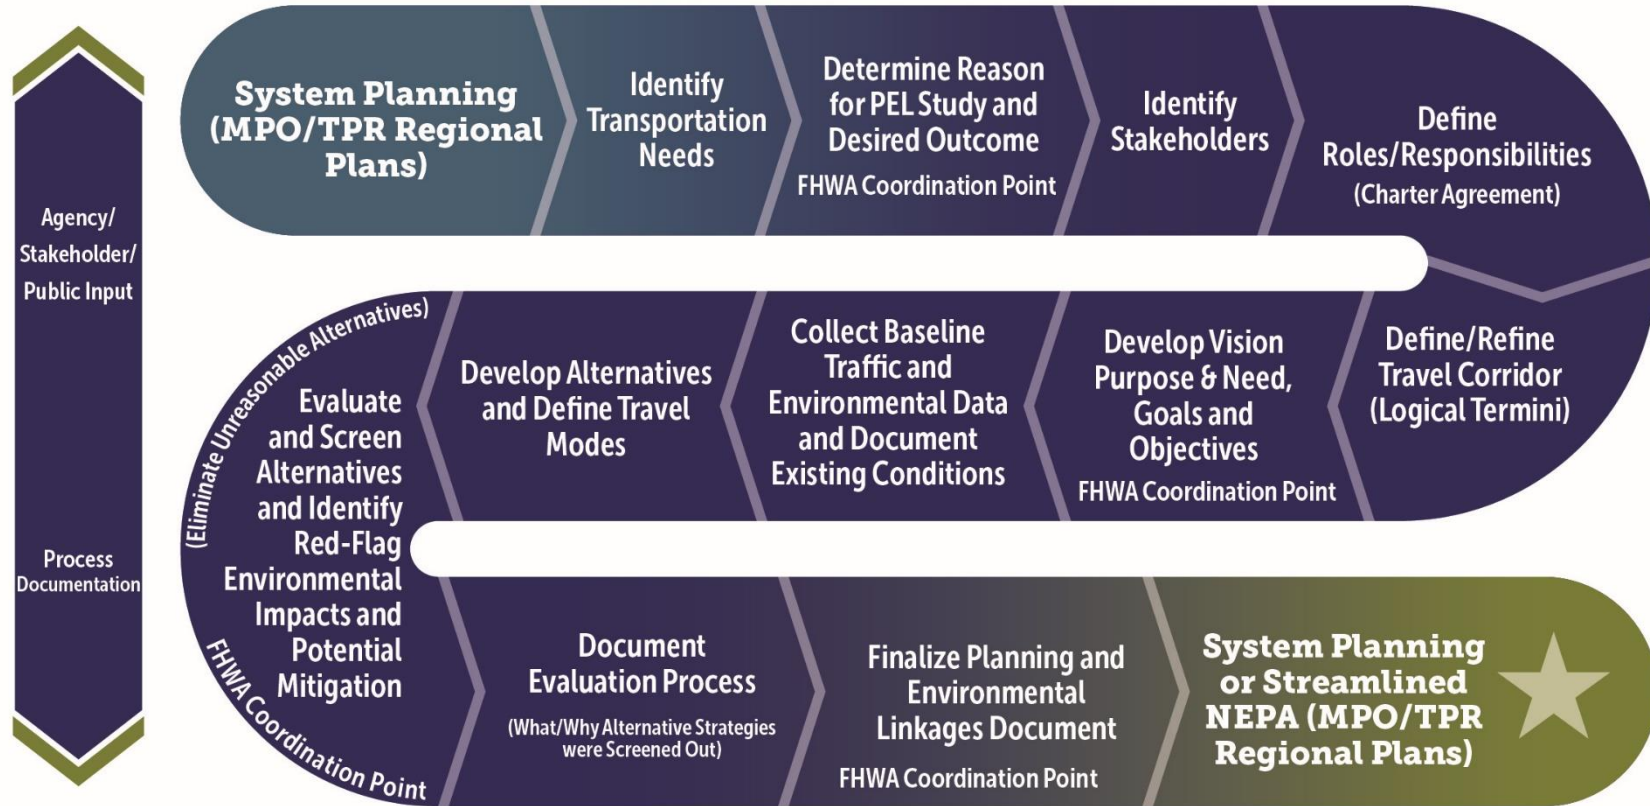 Agency/
Stakeholder/
Public Input
Process
Documentation
System Planning
(MPO/TPR Regional
Plans)
Identify
Transportation
Needs
Determine Reason
for PEL Study and
Desired Outcome
FHWA Coordination Point
Identify
Stakeholders
Define
Roles/Responsibilities
(Charter Agreement)
Define/Refine
Travel Corridor
(Logical Termini)
Develop Vision
Purpose & Need,
Goals and
Objectives
FHWA Coordination Point
Collect Baseline
Traffic and
Environmental Data
and Document
Existing Conditions
Develop Alternatives
and Define Travel
Modes
(Eliminate Unreasonable Alternatives)
Evaluate
and Screen
Alternatives
and Identify
Red-Flag
Environmental
Impacts and
Potential
Mitigation
FHWA Coordination Point
Document
Evaluation Process
(What/Why Alternative Strategies
were Screened Out)
Finalize Planning and
Environmental
Linkages Document
FHWA Coordination Point
System Planning
or Streamlined
NEPA (MPO/TPR
Regional Plans)